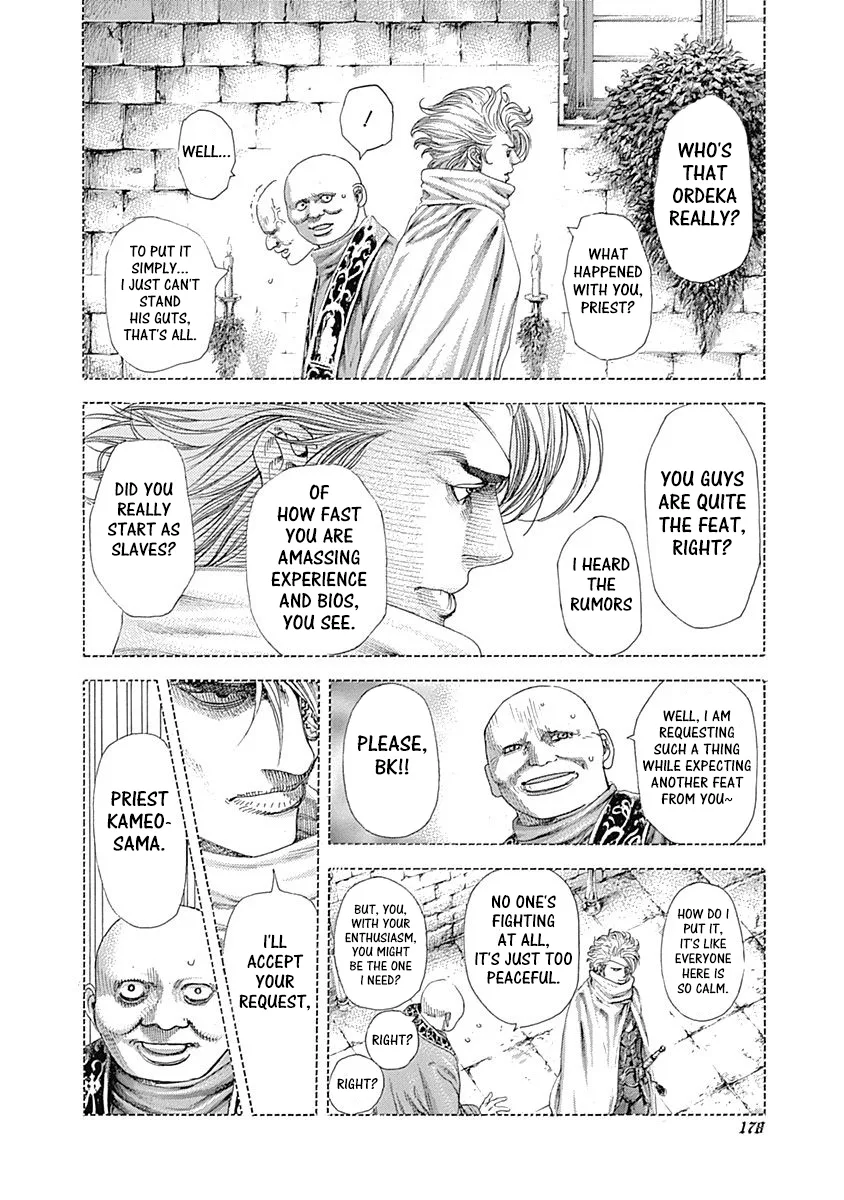 WHO'S
THAT
ORDEKA
REALLY?
WHAT
HAPPENED
WITH YOU,
PRIEST?
!
WELL...
TO PUT IT
SIMPLY...
I JUST CAN'T
STAND
HIS GUTS,
THAT'S ALL.
YOU GUYS
ARE QUITE
THE FEAT,
RIGHT?
I HEARD
THE
RUMORS
OF
HOW FAST
YOU ARE
AMASSING
EXPERIENCE
AND BIOS,
YOU SEE.
DID YOU
REALLY
START AS
SLAVES?
WELL, I AM
REQUESTING
SUCH A THING
WHILE EXPECTING
ANOTHER FEAT
FROM YOU~
PLEASE,
BK!!
HOW DO I
PUT IT,
IT'S LIKE
EVERYONE
HERE IS
SO CALM.
NO ONE'S
FIGHTING
AT ALL,
IT'S JUST TOO
PEACEFUL.
BUT, YOU,
WITH YOUR
ENTHUSIASM,
YOU MIGHT
BE THE ONE
I NEED?
RIGHT?
RIGHT?
I'LL
ACCEPT
YOUR
REQUEST,
PRIEST
KAMEO-
SAMA.